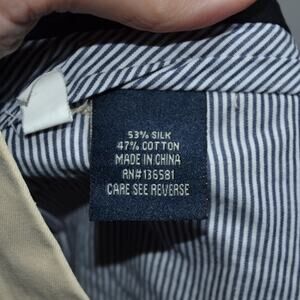 53% SILK
47% COTTON
MADE IN CHINA
RN#136581
CARE SEE REVERSE